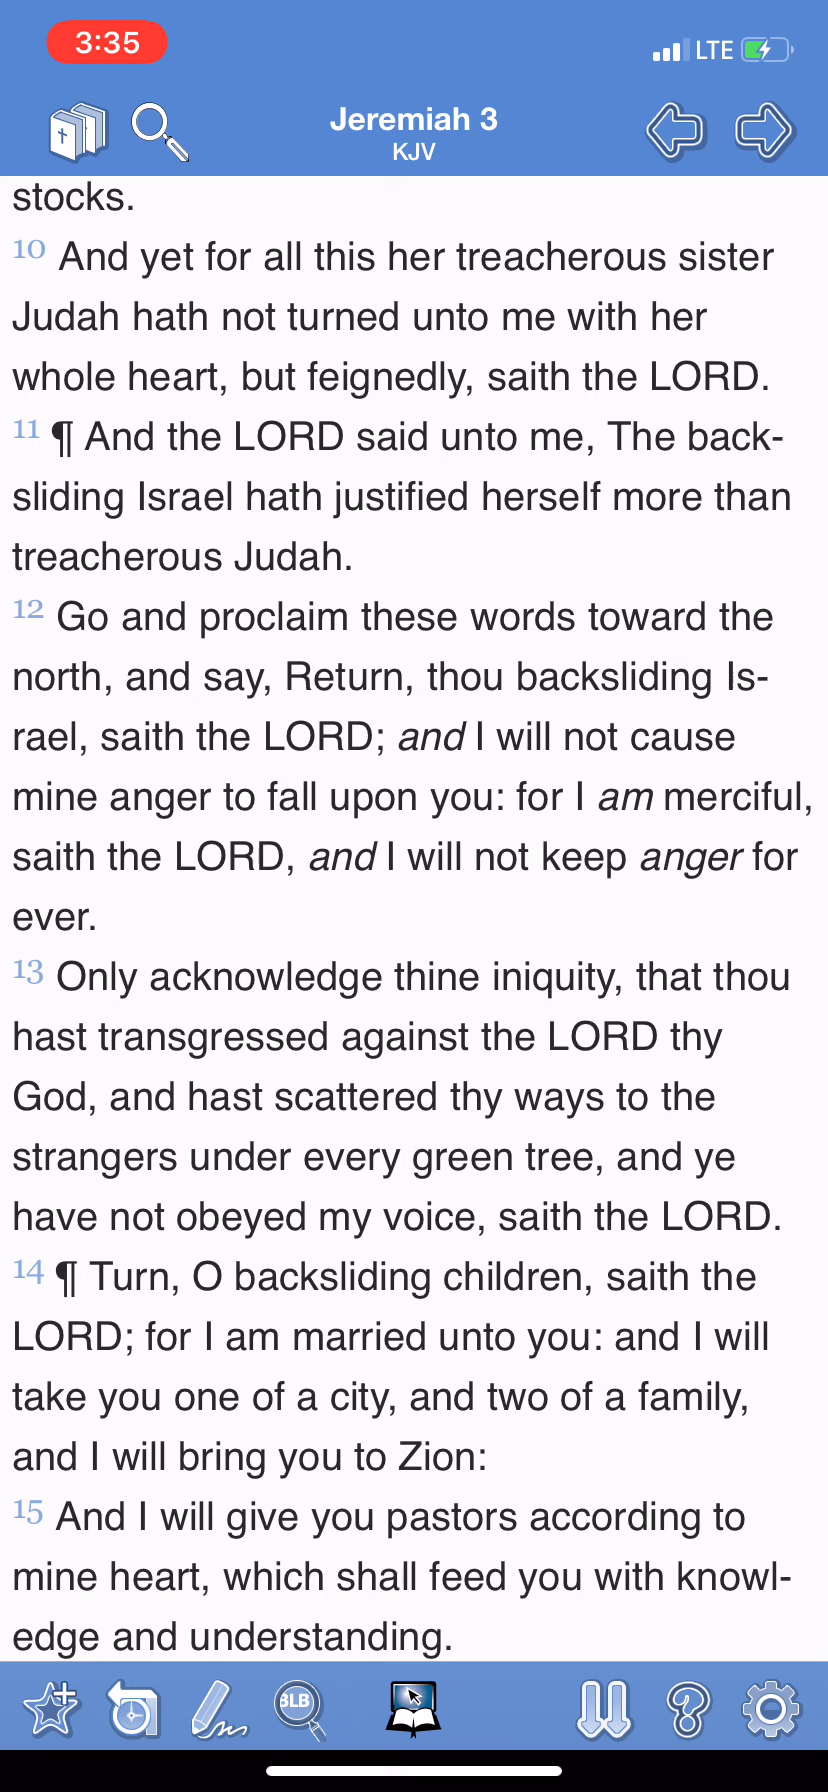 3:35
LTE
Jeremiah 3
KJV
stocks.
10 And yet for all this her treacherous sister
Judah hath not turned unto me with her
whole heart, but feignedly, saith the LORD.
11 ¶ And the LORD said unto me, The back-
sliding Israel hath justified herself more than
treacherous Judah.
12 Go and proclaim these words toward the
north, and say, Return, thou backsliding Is-
rael, saith the LORD; and I will not cause
mine anger to fall upon you: for I am merciful,
saith the LORD, and I will not keep anger for
ever.
13 Only acknowledge thine iniquity, that thou
hast transgressed against the LORD thy
God, and hast scattered thy ways to the
strangers under every green tree, and ye
have not obeyed my voice, saith the LORD.
14 ¶ Turn, O backsliding children, saith the
LORD; for I am married unto you: and I will
take you one of a city, and two of a family,
and I will bring you to Zion:
15 And I will give you pastors according to
mine heart, which shall feed you with knowl-
edge and understanding.
BLB